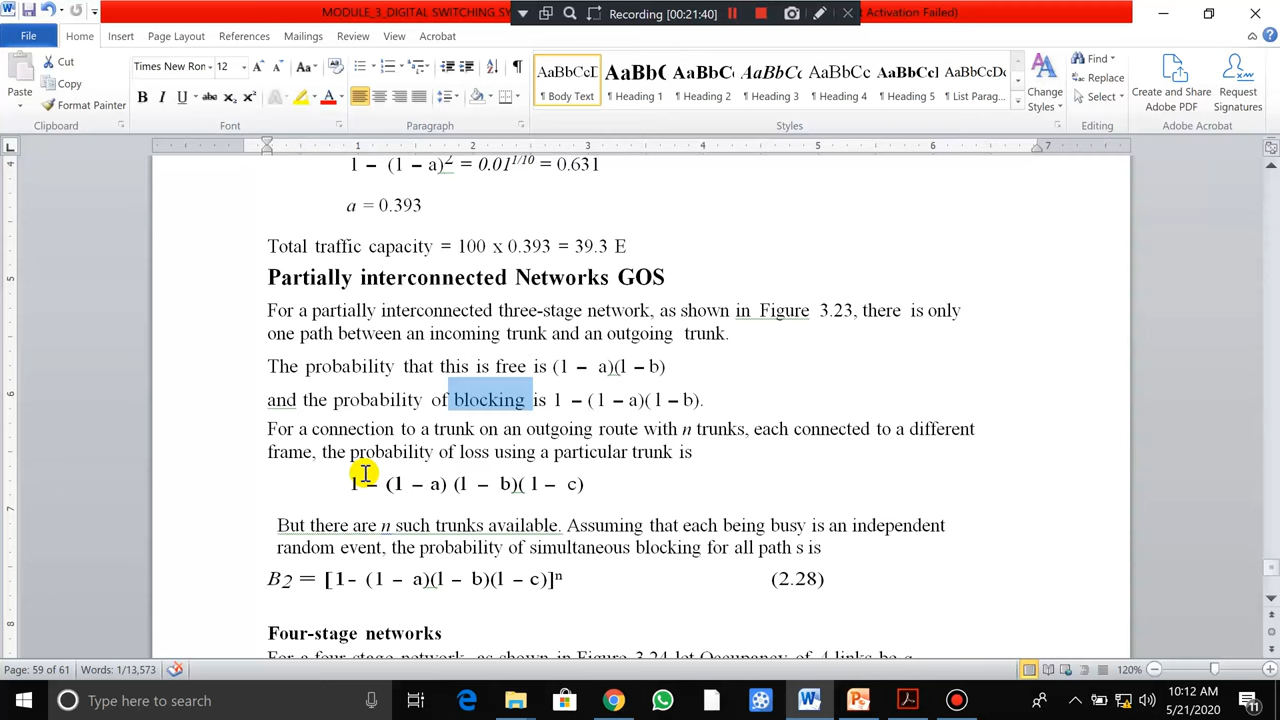 MODULE_3_DIGITAL SWITCHING SY
Recording [00:21:40]
t Activation Failed)
File Home Insert Page Layout References Mailings Review View Acrobat
Cut
Copy
Format Painter
Paste
Times New Ron 12
AaBbCcD AaBbC AaBbCc AaBbCc AaBbCc AaBbCcl AaBbCcDc
¶ Body Text ¶ Heading 1 ¶ Heading 2 ¶ Heading 3 ¶ Heading 4 ¶ Heading 5 ¶ List Parag...
Change Styles
Find
Replace
Select
Create and Share Adobe PDF
Request Signatures
Clipboard Font Paragraph Styles Editing Adobe Acrobat
1 2 3 4 5 6 7
1 – (1 – a)2 = 0.01 1/10 = 0.631
a = 0.393
Total traffic capacity = 100 x 0.393 = 39.3 E
Partially interconnected Networks GOS
For a partially interconnected three-stage network, as shown in Figure 3.23, there is only
one path between an incoming trunk and an outgoing trunk.
The probability that this is free is (1 – a)(l – b)
and the probability of blocking is 1 – ( 1 – a)( l – b).
For a connection to a trunk on an outgoing route with n trunks, each connected to a different
frame, the probability of loss using a particular trunk is
1 – (1 – a) (l – b)( l – c)
But there are n such trunks available. Assuming that each being busy is an independent
random event, the probability of simultaneous blocking for all path s is
B2 = [1- (1 – a)(l – b)(l – c)]n (2.28)
Four-stage networks
For a four stage network, as shown in Figure 3.24 let Occupancy of A links be a
Page: 59 of 61 Words: 1/13,573 120%
Type here to search
10:12 AM
5/21/2020